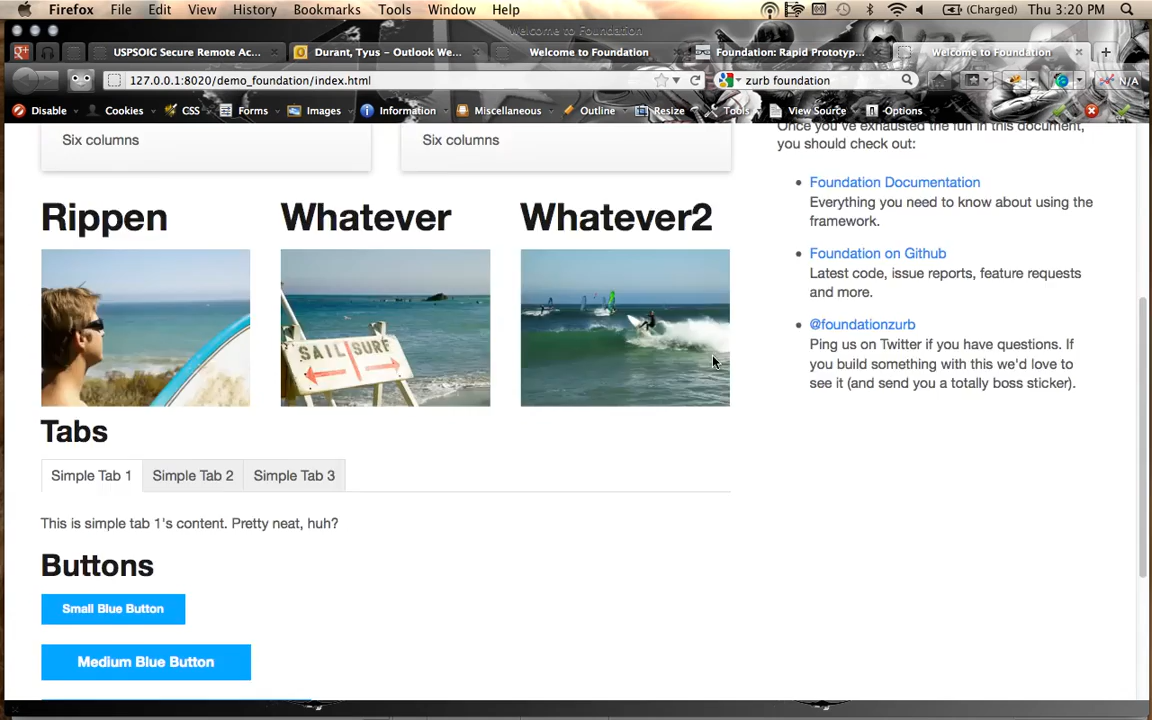 Firefox File Edit View History Bookmarks Tools Window Help (Charged) Thu 3:20 PM
Welcome to Foundation
USPSOIG Secure Remote Ac... Durant, Tyus – Outlook We... Welcome to Foundation Foundation: Rapid Prototyp... Welcome to Foundation
127.0.0.1:8020/demo_foundation/index.html zurb foundation N/A
Disable Cookies CSS Forms Images Information Miscellaneous Outline Resize Tools View Source Options
Six columns
Six columns
Once you've exhausted the fun in this document,
you should check out:
Foundation Documentation
Everything you need to know about using the
framework.
Foundation on Github
Latest code, issue reports, feature requests
and more.
@foundationzurb
Ping us on Twitter if you have questions. If
you build something with this we'd love to
see it (and send you a totally boss sticker).
Rippen
Whatever
Whatever2
SAIL SURF
Tabs
Simple Tab 1 Simple Tab 2 Simple Tab 3
This is simple tab 1's content. Pretty neat, huh?
Buttons
Small Blue Button
Medium Blue Button